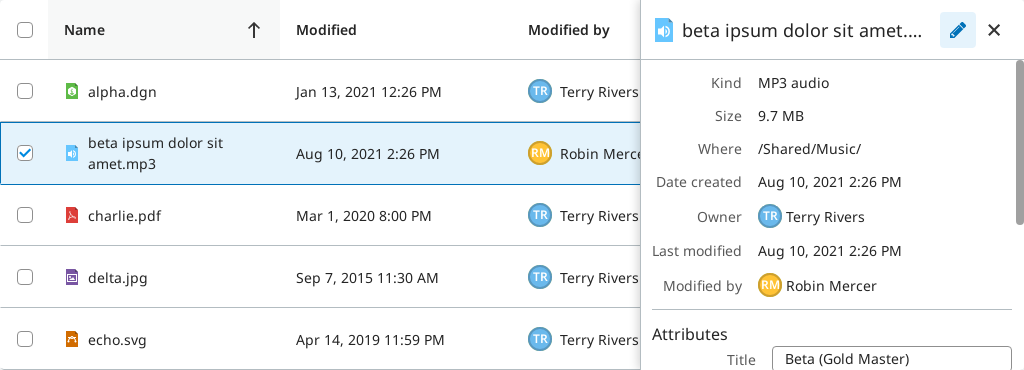 Name Modified Modified by
alpha.dgn Jan 13, 2021 12:26 PM TR Terry Rivers
beta ipsum dolor sit
amet.mp3 Aug 10, 2021 2:26 PM RM Robin Merce
charlie.pdf Mar 1, 2020 8:00 PM TR Terry Rivers
delta.jpg Sep 7, 2015 11:30 AM TR Terry Rivers
echo.svg Apr 14, 2019 11:59 PM TR Terry Rivers
beta ipsum dolor sit amet....
Kind MP3 audio
Size 9.7 MB
Where /Shared/Music/
Date created Aug 10, 2021 2:26 PM
Owner TR Terry Rivers
Last modified Aug 10, 2021 2:26 PM
Modified by RM Robin Mercer
Attributes
Title Beta (Gold Master)